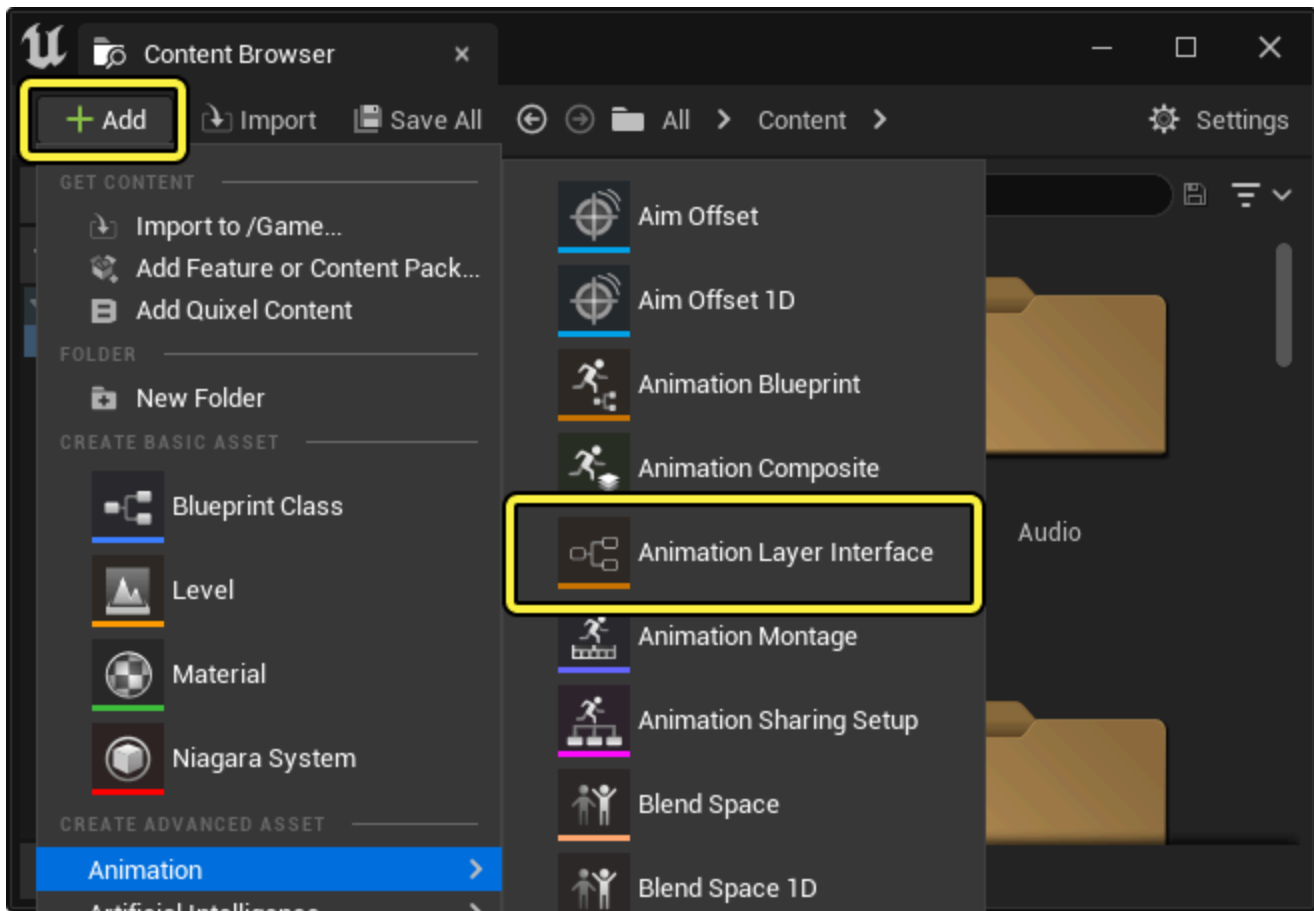 Content Browser
Add
Import
Save All
All
Content
Settings
GET CONTENT
Import to /Game...
Add Feature or Content Pack...
Add Quixel Content
FOLDER
New Folder
CREATE BASIC ASSET
Blueprint Class
Level
Material
Niagara System
CREATE ADVANCED ASSET
Animation
Artificial Intelligence
Aim Offset
Aim Offset 1D
Animation Blueprint
Animation Composite
Animation Layer Interface
Animation Montage
Animation Sharing Setup
Blend Space
Blend Space 1D
Audio